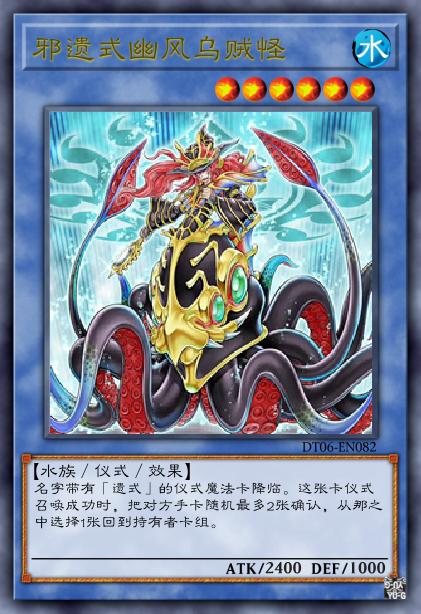 邪遗式幽风乌贼怪
水
DT06-EN082
【水族／仪式／效果】
名字带有「遗式」的仪式魔法卡降临。这张卡仪式
召唤成功时，把对方手卡随机最多2张确认，从那之
中选择1张回到持有者卡组。
ATK/2400 DEF/1000